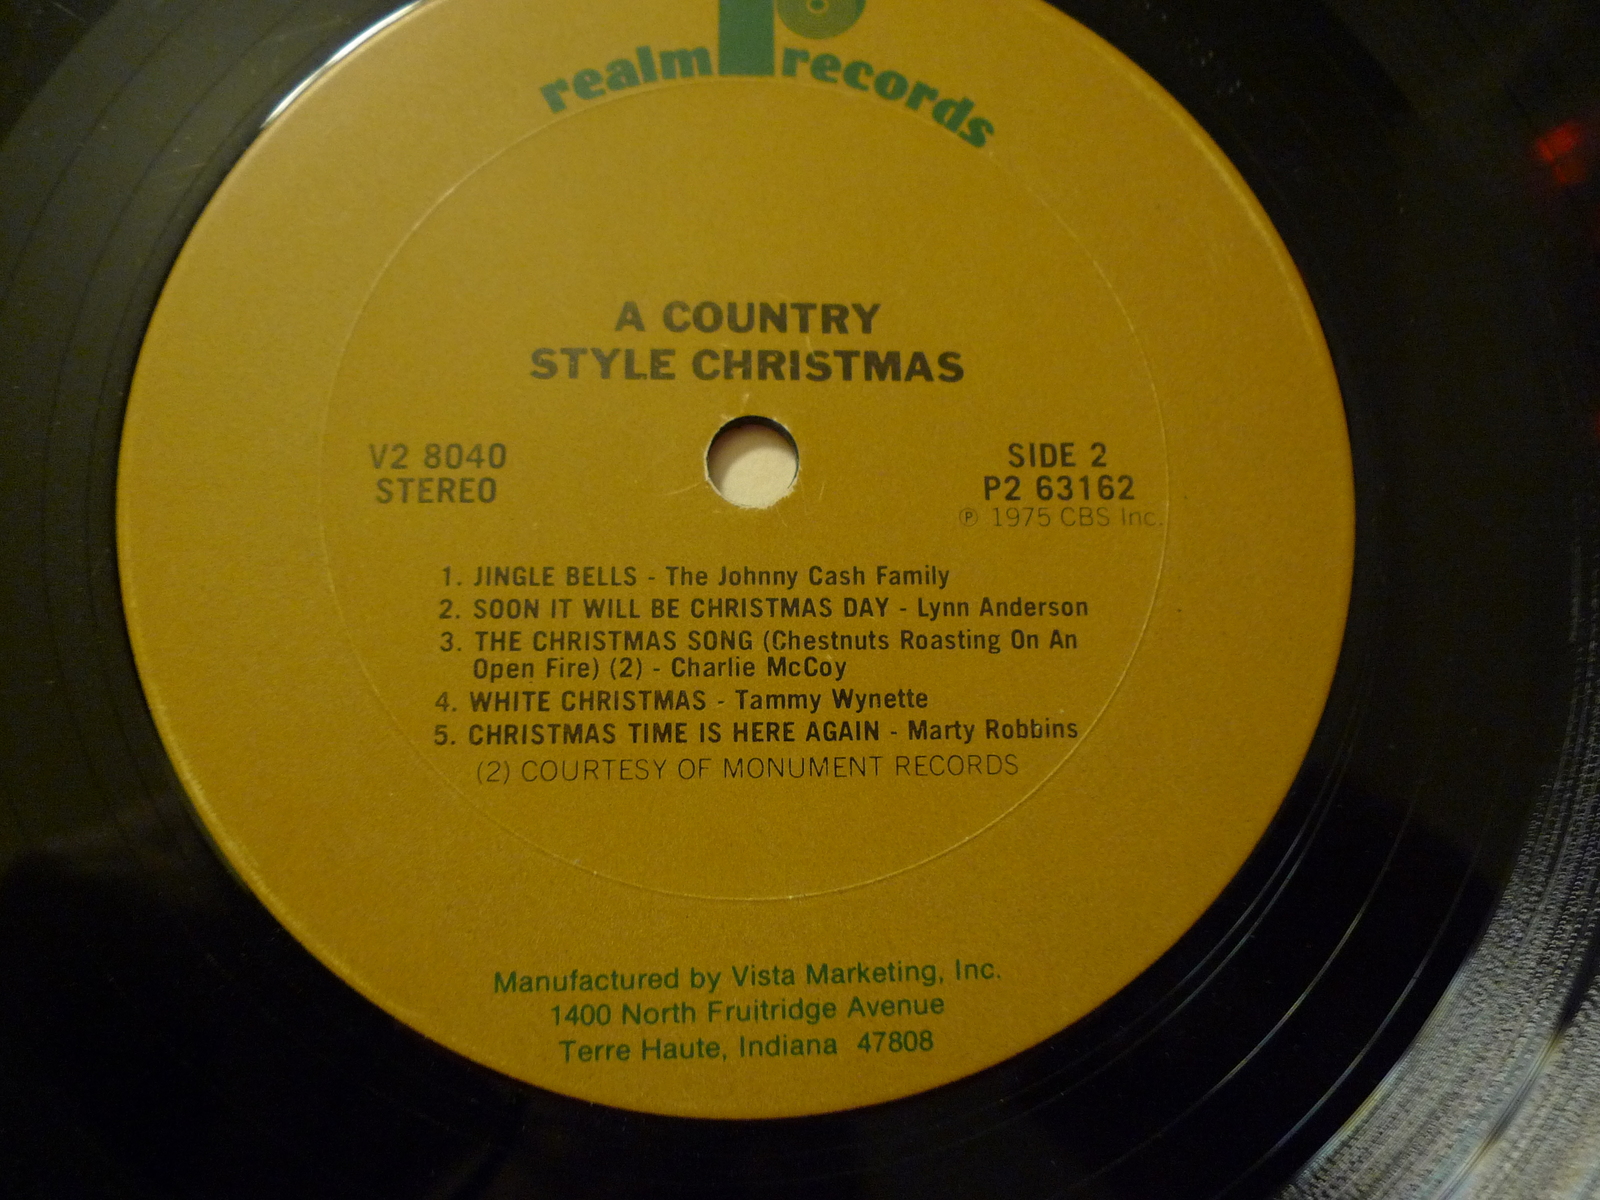 realm records
A COUNTRY
STYLE CHRISTMAS
V2 8040
STEREO
SIDE 2
P2 63162
℗ 1975 CBS Inc.
1. JINGLE BELLS - The Johnny Cash Family
2. SOON IT WILL BE CHRISTMAS DAY - Lynn Anderson
3. THE CHRISTMAS SONG (Chestnuts Roasting On An
Open Fire) (2) - Charlie McCoy
4. WHITE CHRISTMAS - Tammy Wynette
5. CHRISTMAS TIME IS HERE AGAIN - Marty Robbins
(2) COURTESY OF MONUMENT RECORDS
Manufactured by Vista Marketing, Inc.
1400 North Fruitridge Avenue
Terre Haute, Indiana 47808